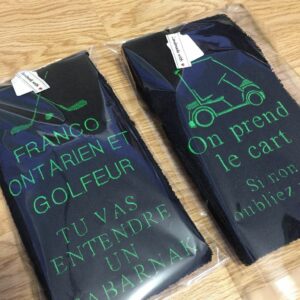 FRANCO
ONTARIEN ET
GOLFEUR
TU VAS
ENTENDRE
UN
TABARNAK
On prend
le cart
Si non
oubliez